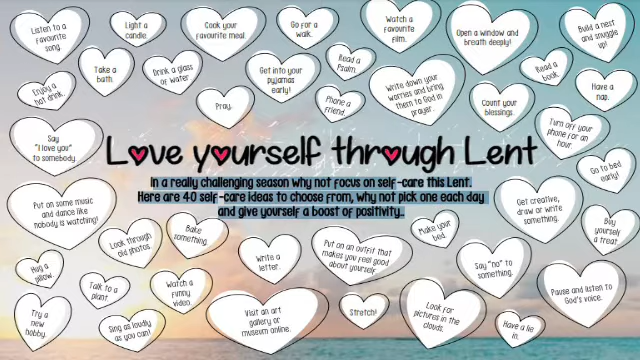 Listen to a
favourite
song.
Light a
candle.
Cook your
favourite meal.
Go for a
walk.
Watch a
favourite
film.
Open a window and
breath deeply!
Build a nest
and snuggle
up!
Take a
bath.
Drink a glass
of water
Get into your
pyjamas
early!
Read a
Psalm.
Read a
book.
Enjoy a
hot drink.
Pray.
Phone a
friend.
Write down your
worries and bring
them to God in
prayer
Count your
blessings.
Have a
nap.
Turn off your
phone for an
hour.
Say
"I love you"
to somebody.
Love yourself through Lent
In a really challenging season why not focus on self-care this Lent.
Here are 40 self-care ideas to choose from, why not pick one each day
and give yourself a boost of positivity..
Go to bed
early!
Put on some music
and dance like
nobody is watching!
Look through
old photos.
Bake
something.
Write a
letter.
Put on an outfit that
makes you feel good
about yourself
Make your
bed.
Get creative,
draw or write
something.
Buy yourself
a treat.
Hug a
pillow.
Talk to a
plant
Watch a
funny
video.
Say "no" to
something.
Pause and listen to
God's voice.
Try a
new
hobby.
Sing as loudly
as you can!
Visit an art
gallery or
museum online.
Stretch!
Look for
pictures in the
clouds.
Have a lie
in.